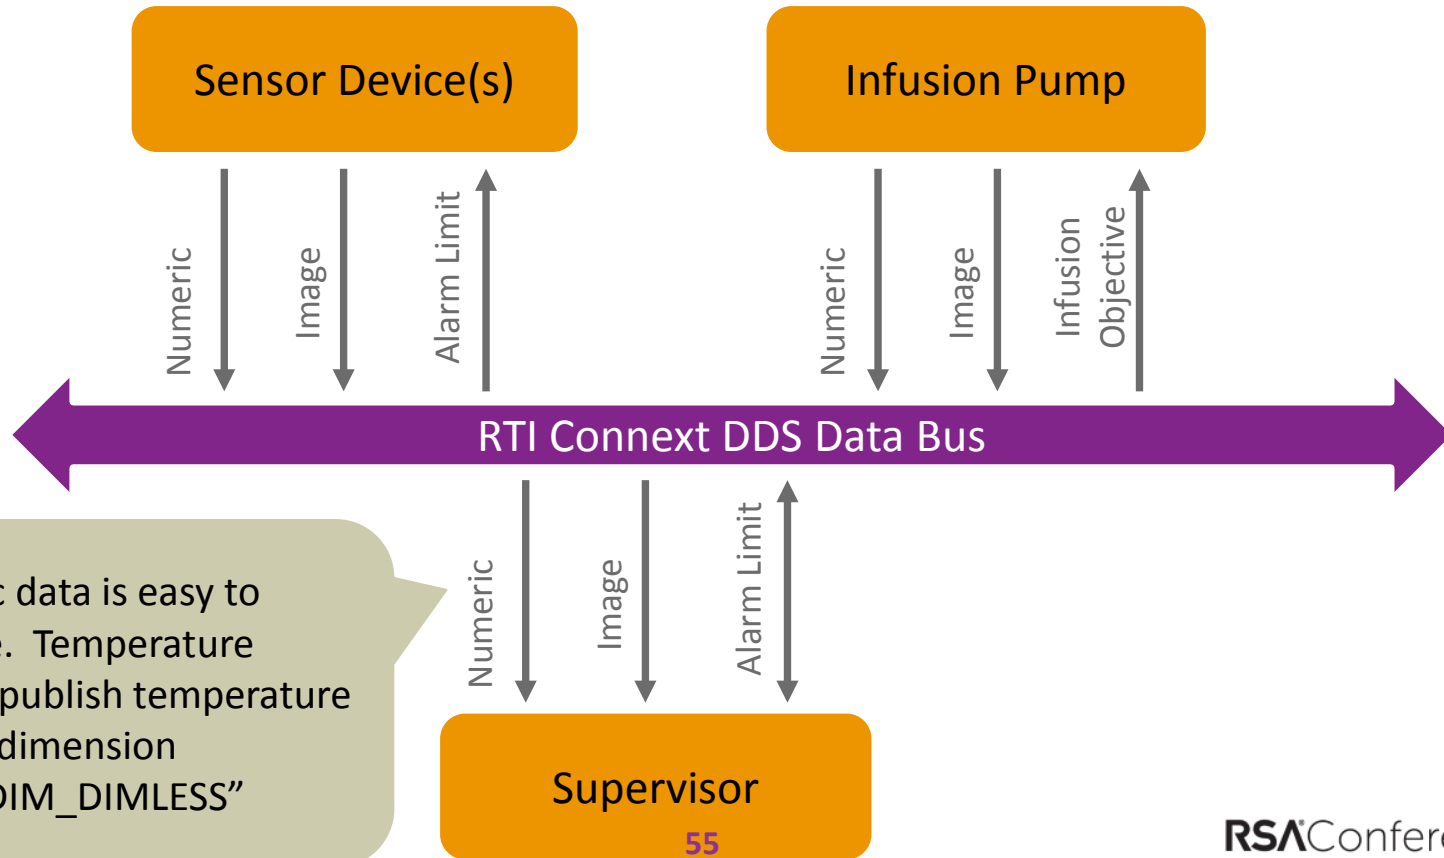 Sensor Device(s)
Infusion Pump
Numeric
Image
Alarm Limit
Numeric
Image
Infusion
Objective
RTI Connext DDS Data Bus
data is easy to
Temperature
publish temperature
dimension
DIM_DIMLESS”
Numeric
Image
Alarm Limit
Supervisor
55
RSA